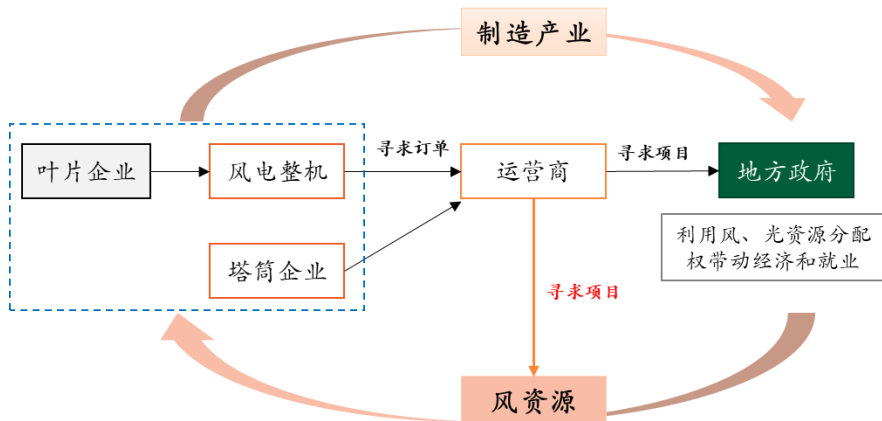 制造产业
叶片企业
风电整机
寻求订单
运营商
寻求项目
地方政府
塔筒企业
利用风、光资源分配
权带动经济和就业
寻求项目
风资源